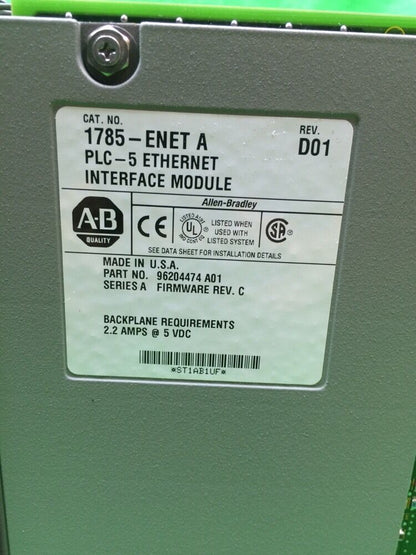 CAT. NO.
1785-ENET A
REV.
D01
PLC-5 ETHERNET
INTERFACE MODULE
Allen-Bradley
A-B
QUALITY
CE
UL
LISTED WHEN
USED WITH
LISTED SYSTEM
SEE DATA SHEET FOR INSTALLATION DETAILS
MADE IN U.S.A.
PART NO. 96204474 A01
SERIES A FIRMWARE REV. C
BACKPLANE REQUIREMENTS
2.2 AMPS @ 5 VDC
*ST1AB1UF*